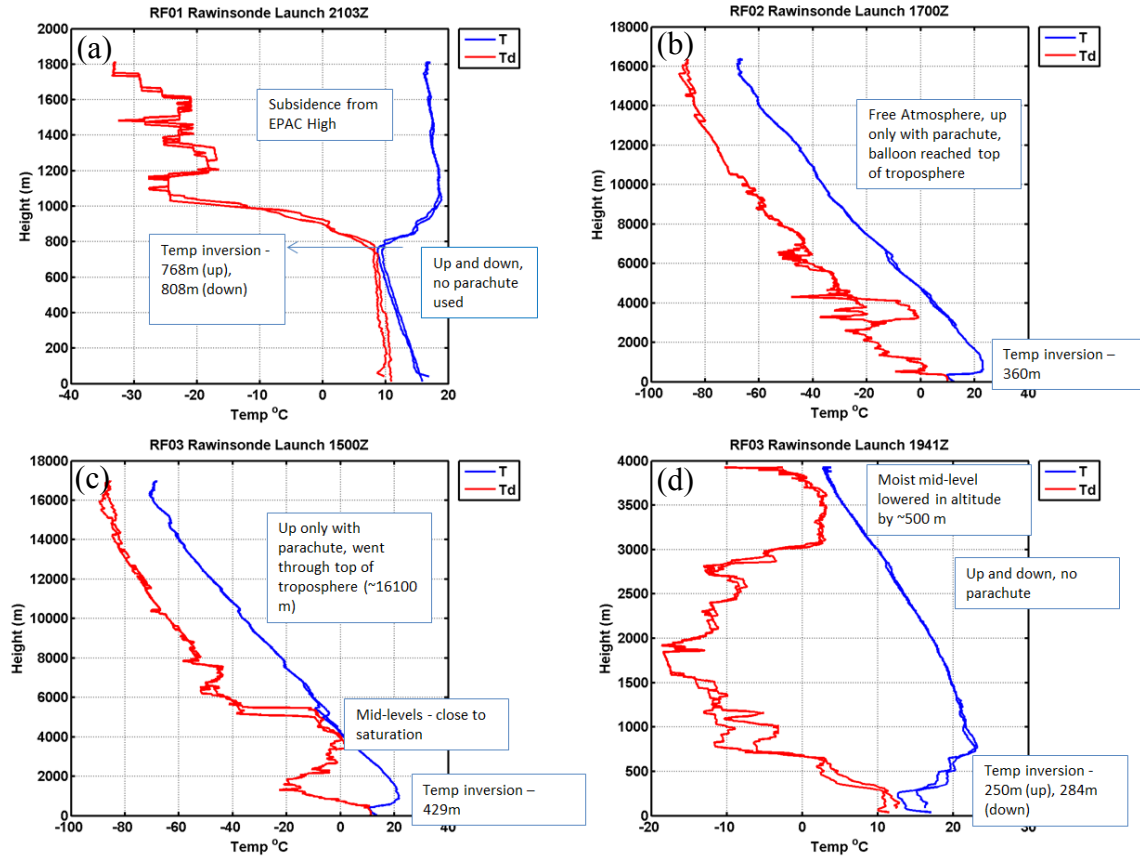 RF01 Rawinsonde Launch 2103Z
(a)
T
Td
Subsidence from
EPAC High
Temp inversion -
768m (up),
808m (down)
Up and down,
no parachute
used
Height (m)
2000
1800
1600
1400
1200
1000
800
600
400
200
0
-40 -30 -20 -10 0 10 20
Temp °C
RF02 Rawinsonde Launch 1700Z
(b)
T
Td
Free Atmosphere, up
only with parachute,
balloon reached top
of troposphere
Temp inversion –
360m
Height (m)
18000
16000
14000
12000
10000
8000
6000
4000
2000
0
-100 -80 -60 -40 -20 0 20 40
Temp °C
RF03 Rawinsonde Launch 1500Z
(c)
T
Td
Up only with
parachute, went
through top of
troposphere (~16100
m)
Mid-levels - close to
saturation
Temp inversion –
429m
Height (m)
18000
16000
14000
12000
10000
8000
6000
4000
2000
0
-100 -80 -60 -40 -20 0 20 40
Temp °C
RF03 Rawinsonde Launch 1941Z
(d)
T
Td
Moist mid-level
lowered in altitude
by ~500 m
Up and down, no
parachute
Temp inversion -
250m (up), 284m
(down)
Height (m)
4000
3500
3000
2500
2000
1500
1000
500
0
-20 -10 0 10 20 30
Temp °C